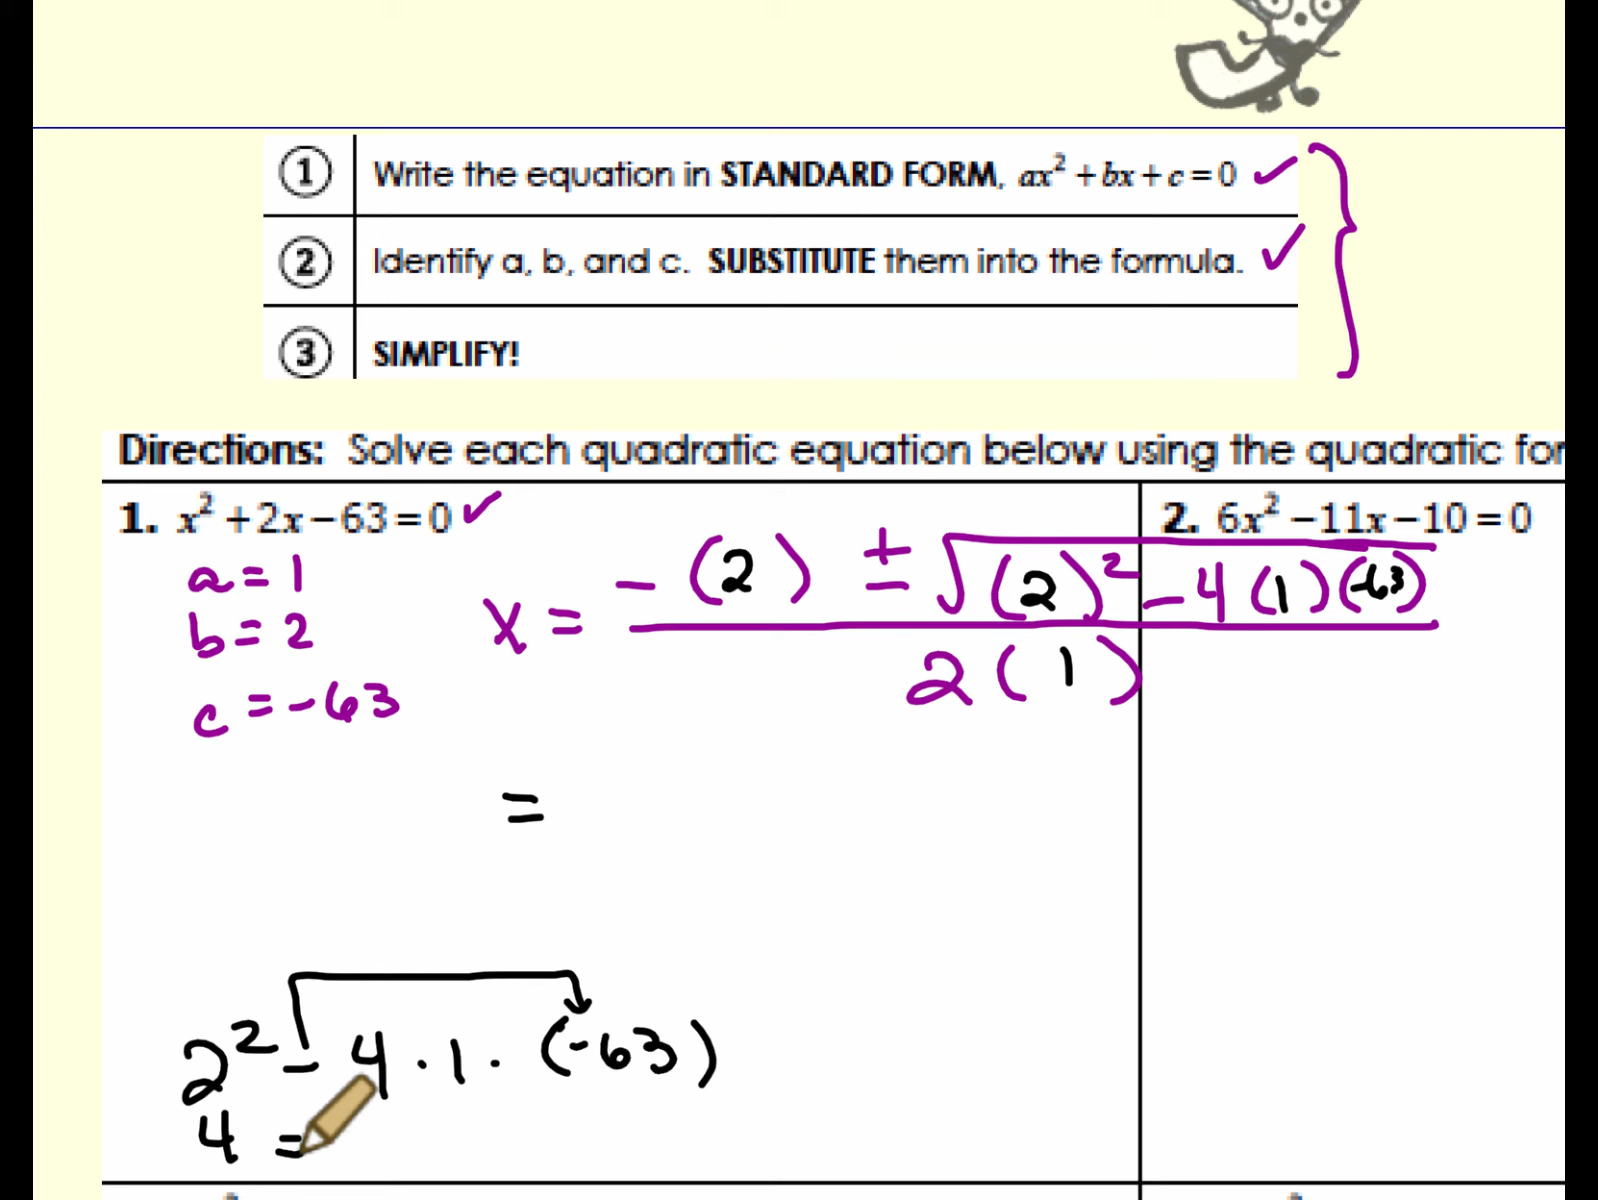 1 Write the equation in STANDARD FORM, ax² + bx + c = 0 ✓
2 Identify a, b, and c. SUBSTITUTE them into the formula. ✓
3 SIMPLIFY!
Directions: Solve each quadratic equation below using the quadratic for
1. x² + 2x − 63 = 0 ✓
a = 1
b = 2
c = -63
x = -(2) ± √(2)² - 4(1)(-63)
2(1)
=
2² - 4 · 1 · (-63)
4 =
2. 6x² − 11x − 10 = 0